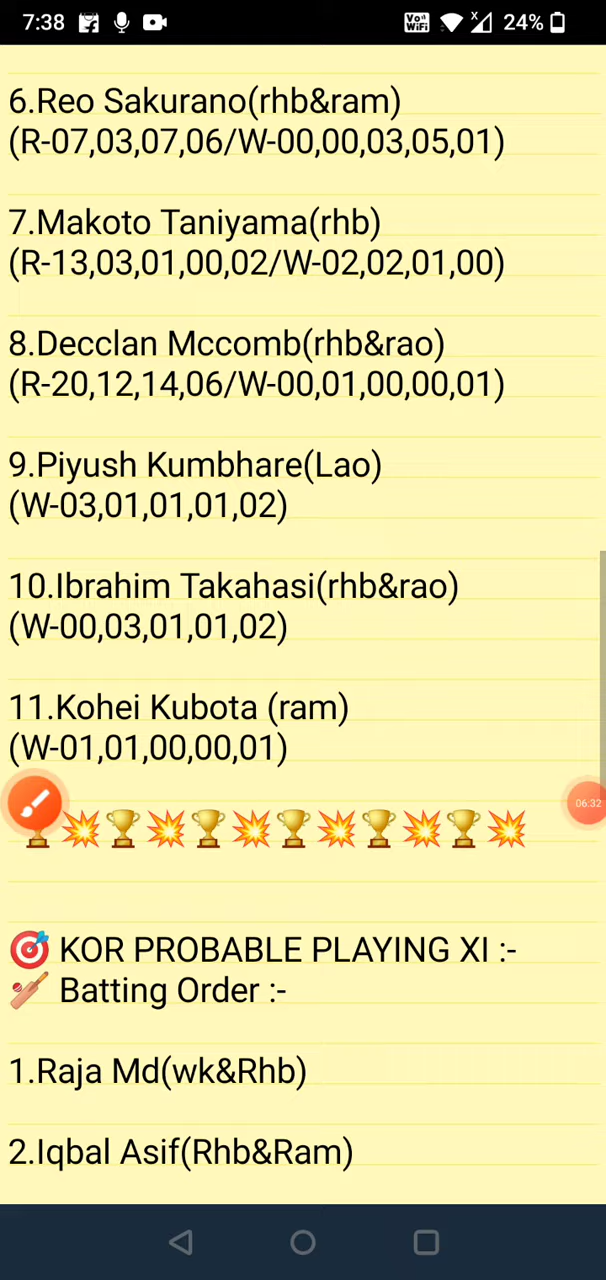 7:38 Vo WiFi X 24%
6.Reo Sakurano(rhb&ram)
(R-07,03,07,06/W-00,00,03,05,01)
7.Makoto Taniyama(rhb)
(R-13,03,01,00,02/W-02,02,01,00)
8.Decclan Mccomb(rhb&rao)
(R-20,12,14,06/W-00,01,00,00,01)
9.Piyush Kumbhare(Lao)
(W-03,01,01,01,02)
10.Ibrahim Takahasi(rhb&rao)
(W-00,03,01,01,02)
11.Kohei Kubota (ram)
(W-01,01,00,00,01)
06:32
🏆💥🏆💥🏆💥🏆💥🏆💥🏆💥
🎯 KOR PROBABLE PLAYING XI :-
🏏 Batting Order :-
1.Raja Md(wk&Rhb)
2.Iqbal Asif(Rhb&Ram)